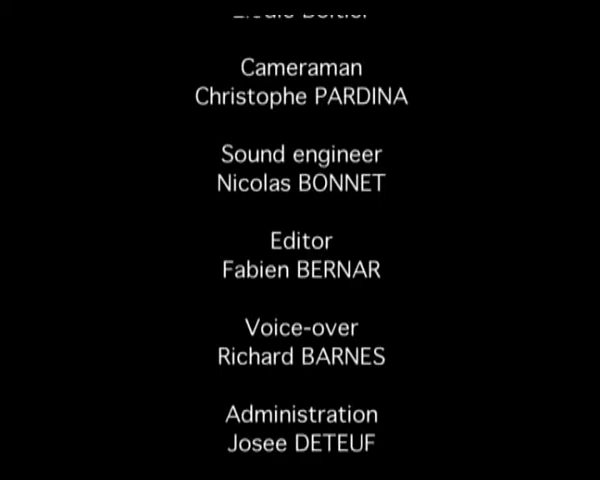 Cameraman
Christophe PARDINA
Sound engineer
Nicolas BONNET
Editor
Fabien BERNAR
Voice-over
Richard BARNES
Administration
Josee DETEUF